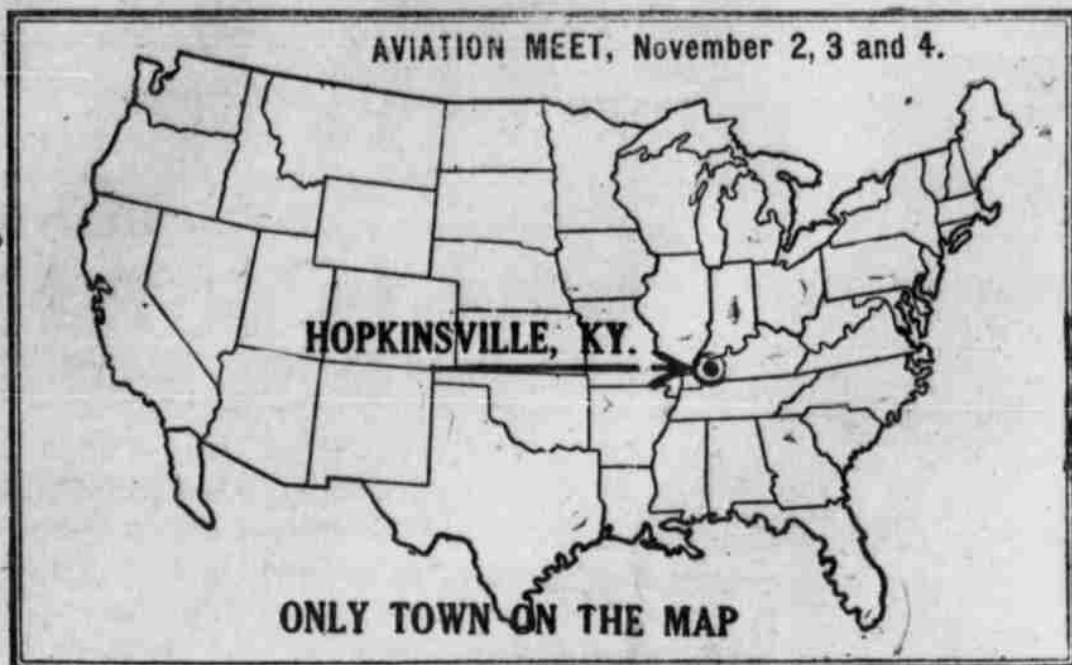 AVIATION MEET, November 2, 3 and 4.
HOPKINSVILLE, KY.
ONLY TOWN ON THE MAP